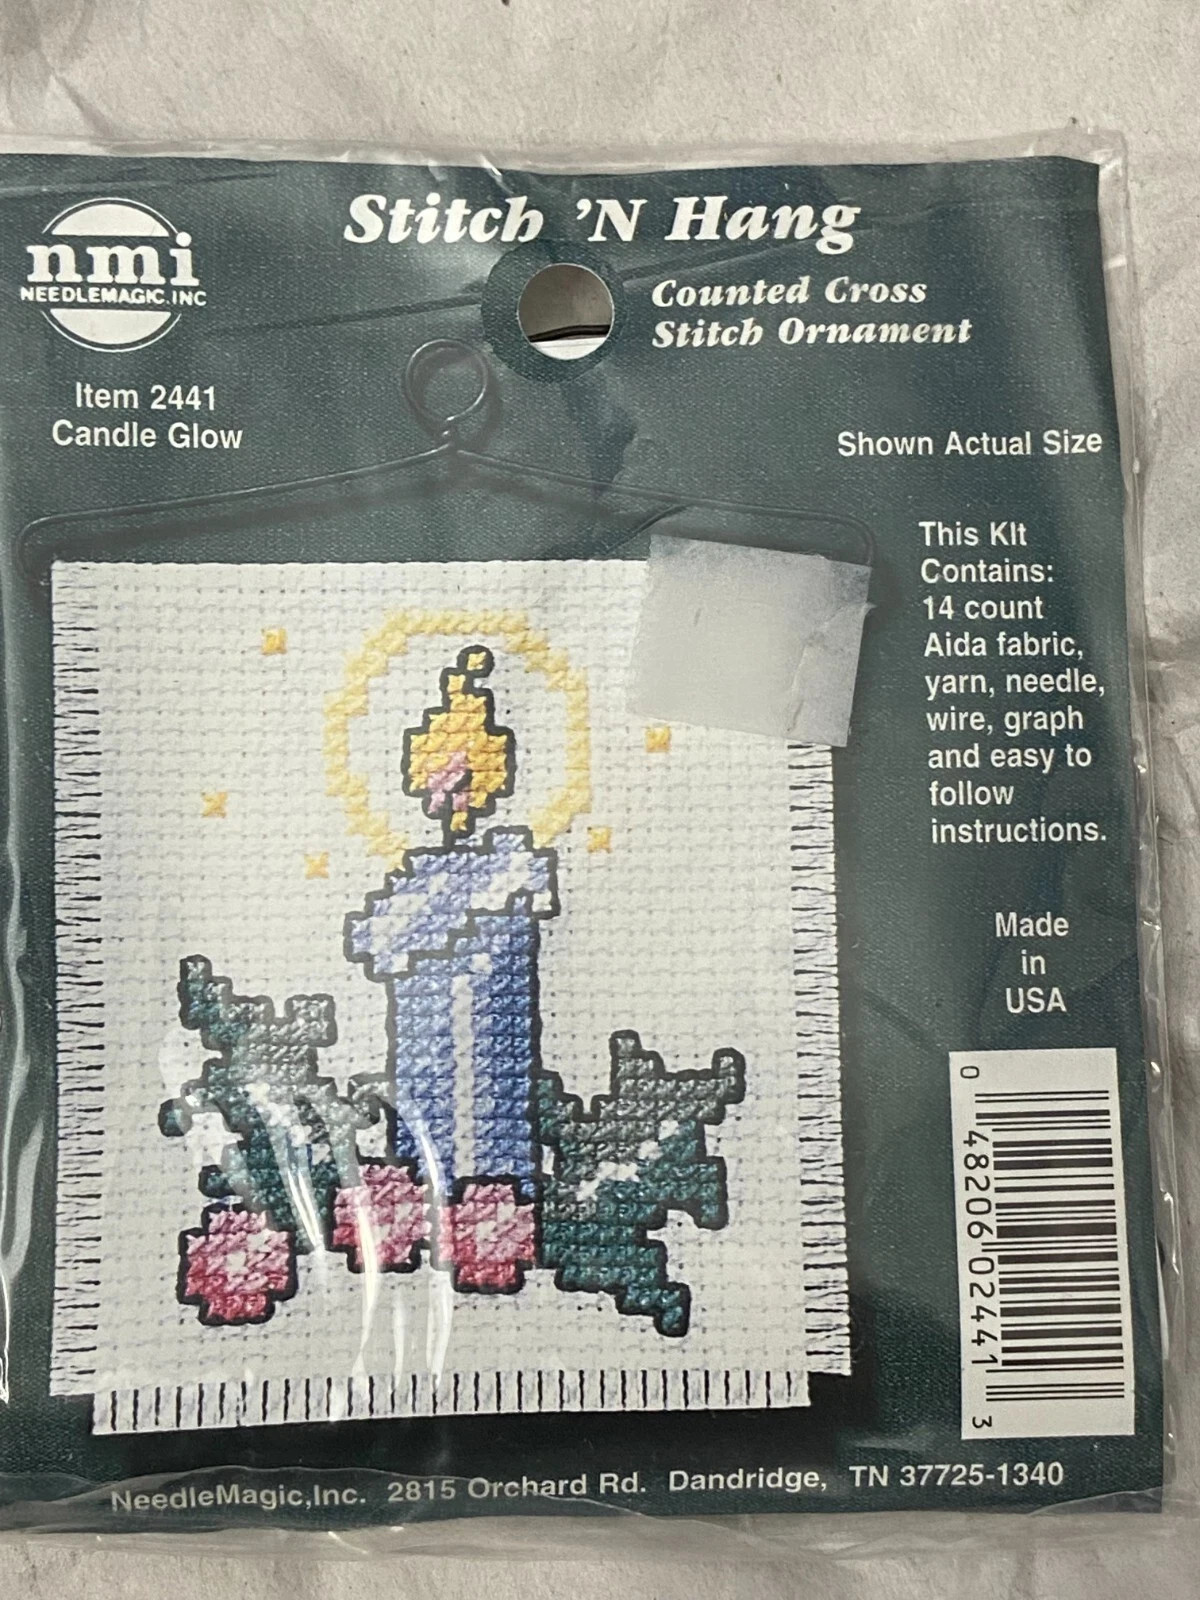 nmi
NEEDLEMAGIC.INC
Stitch 'N Hang
Counted Cross
Stitch Ornament
Item 2441
Candle Glow
Shown Actual Size
This KIt
Contains:
14 count
Aida fabric,
yarn, needle,
wire, graph
and easy to
follow
instructions.
Made
in
USA
0 48206 02441 3
NeedleMagic,Inc. 2815 Orchard Rd. Dandridge, TN 37725-1340